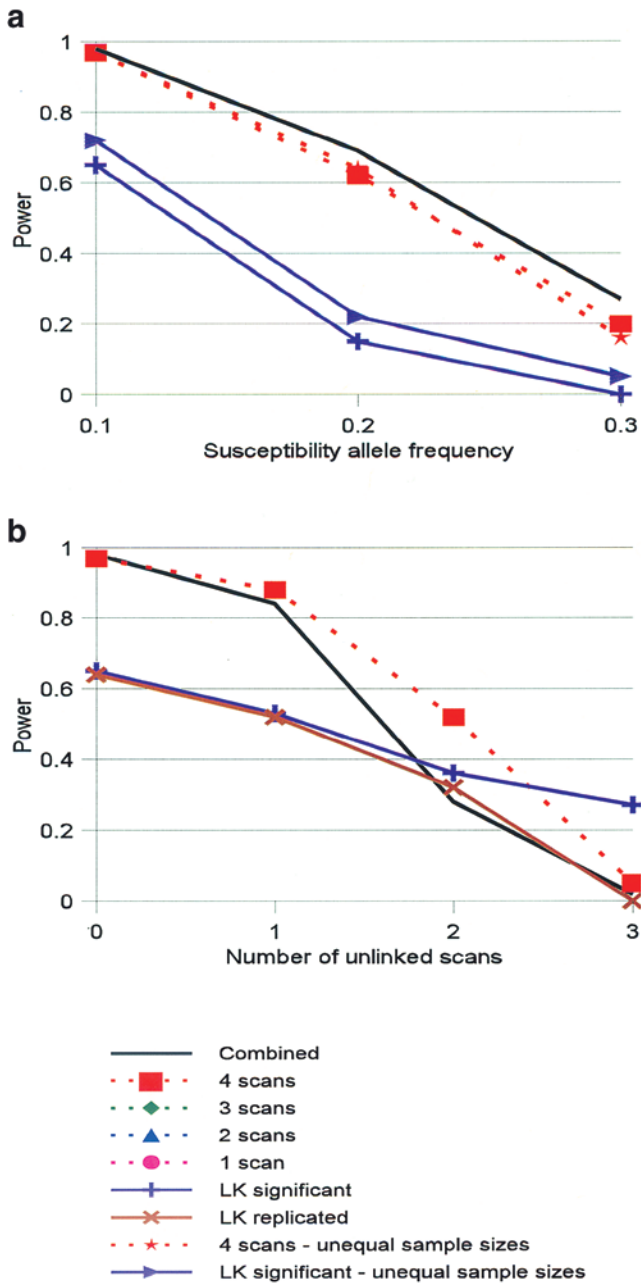 a
1
0.8
0.6
0.4
0.2
0
Power
0.1
0.2
0.3
Susceptibility allele frequency
b
1
0.8
0.6
0.4
0.2
0
Power
0
1
2
3
Number of unlinked scans
Combined
4 scans
3 scans
2 scans
1 scan
LK significant
LK replicated
4 scans - unequal sample sizes
LK significant - unequal sample sizes